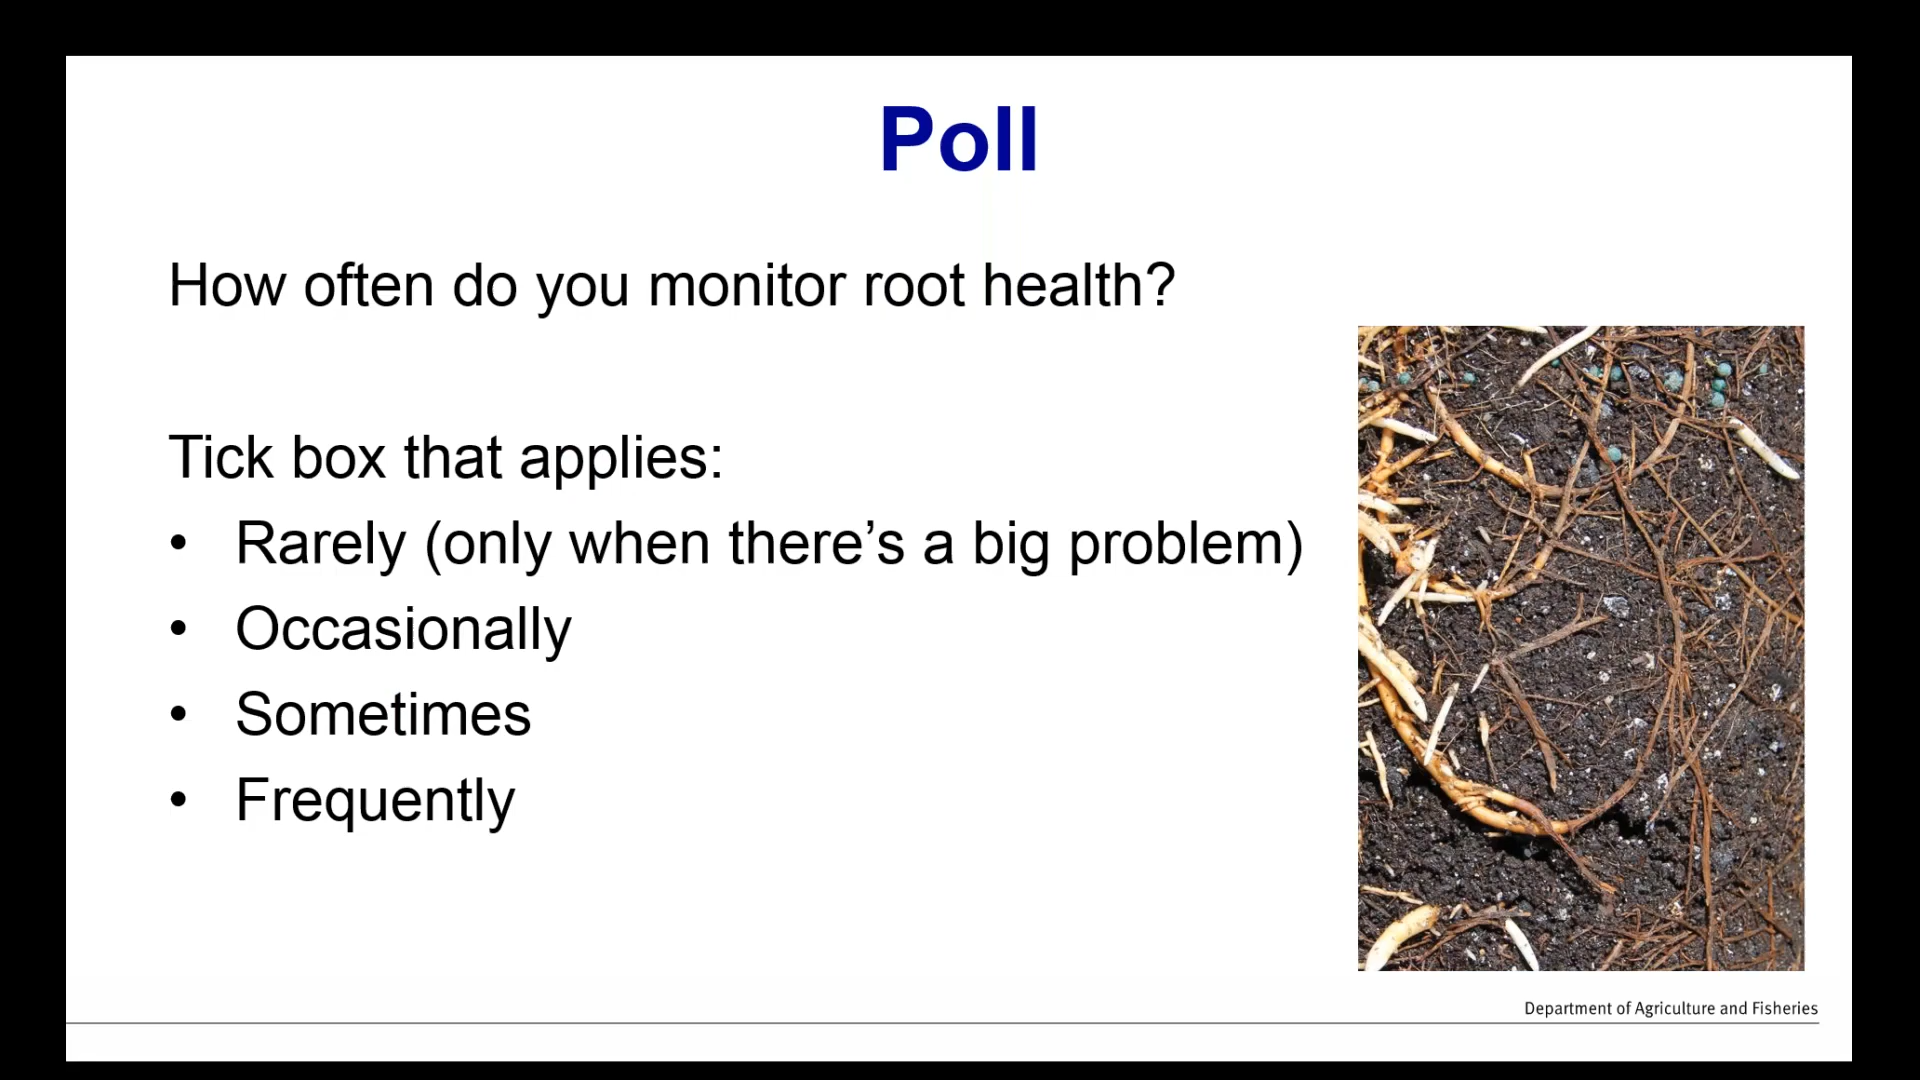 Poll
How often do you monitor root health?
Tick box that applies:
• Rarely (only when there’s a big problem)
• Occasionally
• Sometimes
• Frequently
Department of Agriculture and Fisheries